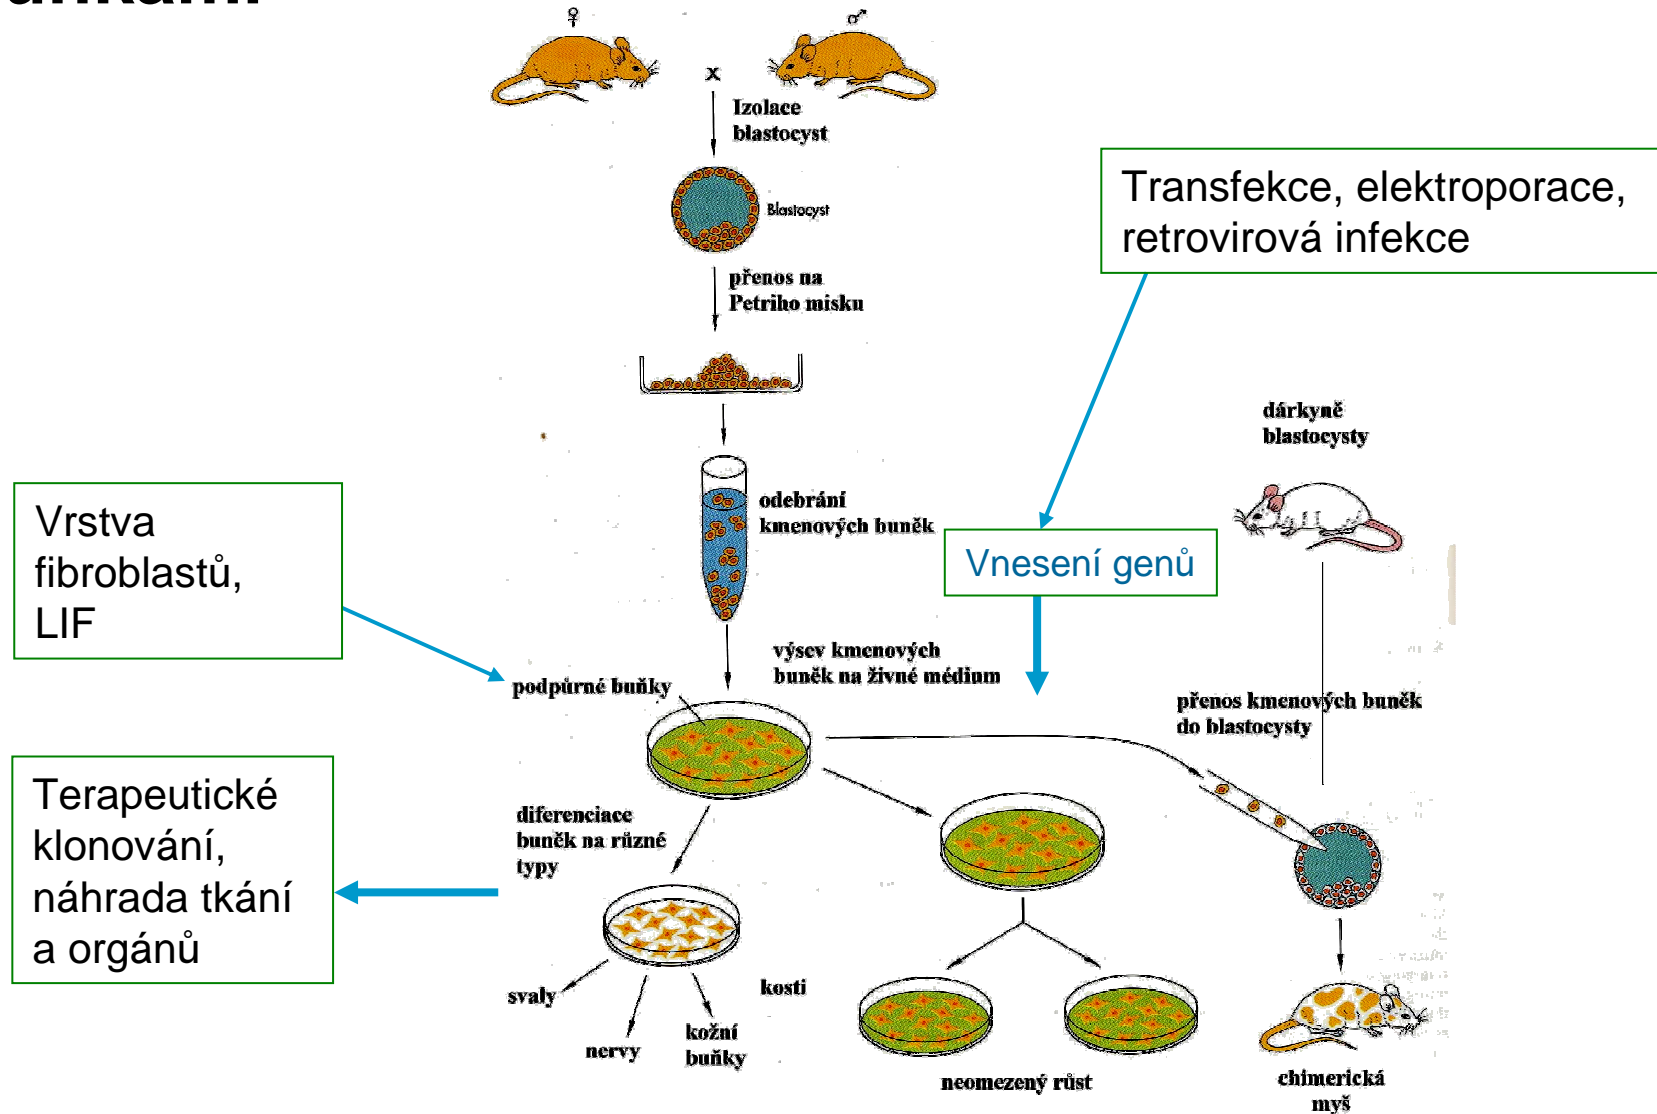 ♀
♂
x
Izolace
blastocyst
Blastocyst
Transfekce, elektroporace,
retrovirová infekce
přenos na
Petriho misku
dárkyně
blastocysty
odebrání
kmenových buněk
Vrstva
fibroblastů,
LIF
Vnesení genů
výsev kmenových
buněk na živné médium
podpůrné buňky
přenos kmenových buněk
do blastocysty
Terapeutické
klonování,
náhrada tkání
a orgánů
diferenciace
buněk na různé
typy
svaly
nervy
kožní
buňky
kosti
neomezený růst
chimerická
myš